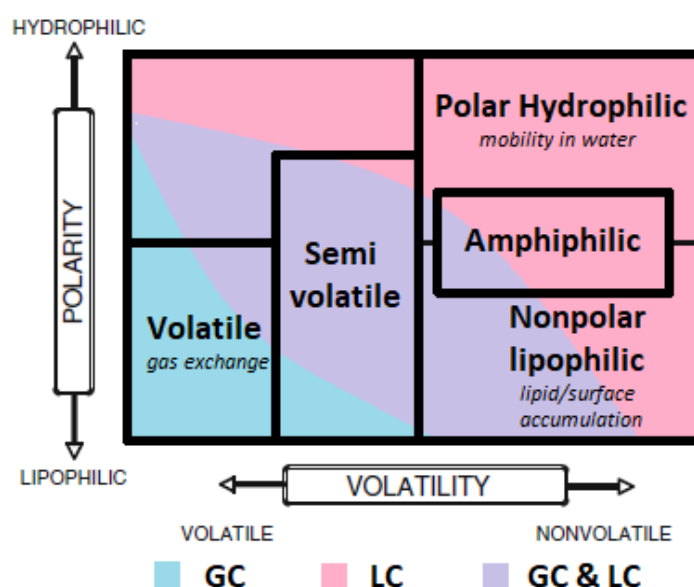 HYDROPHILIC
POLARITY
LIPOPHILIC
Polar Hydrophilic
mobility in water
Amphiphilic
Semi
volatile
Volatile
gas exchange
Nonpolar
lipophilic
lipid/surface
accumulation
VOLATILITY
VOLATILE
NONVOLATILE
GC
LC
GC & LC